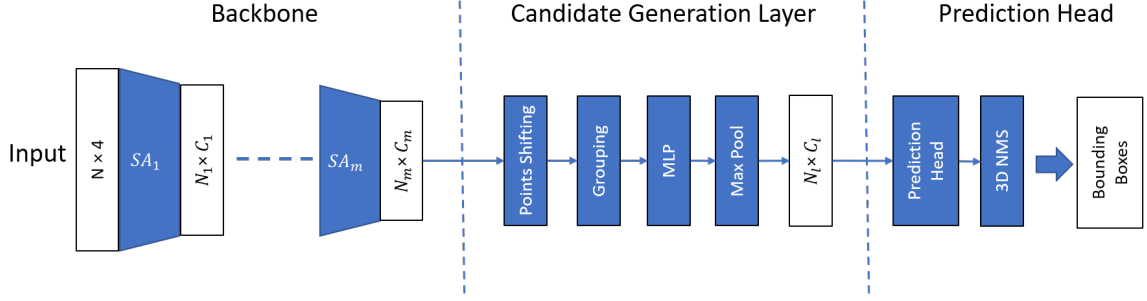 Backbone
Candidate Generation Layer
Prediction Head
Input
N × 4
SA₁
N₁ × C₁
SAₘ
Nₘ × Cₘ
Points Shifting
Grouping
MLP
Max Pool
Nₗ × Cₗ
Prediction
Head
3D NMS
Bounding
Boxes